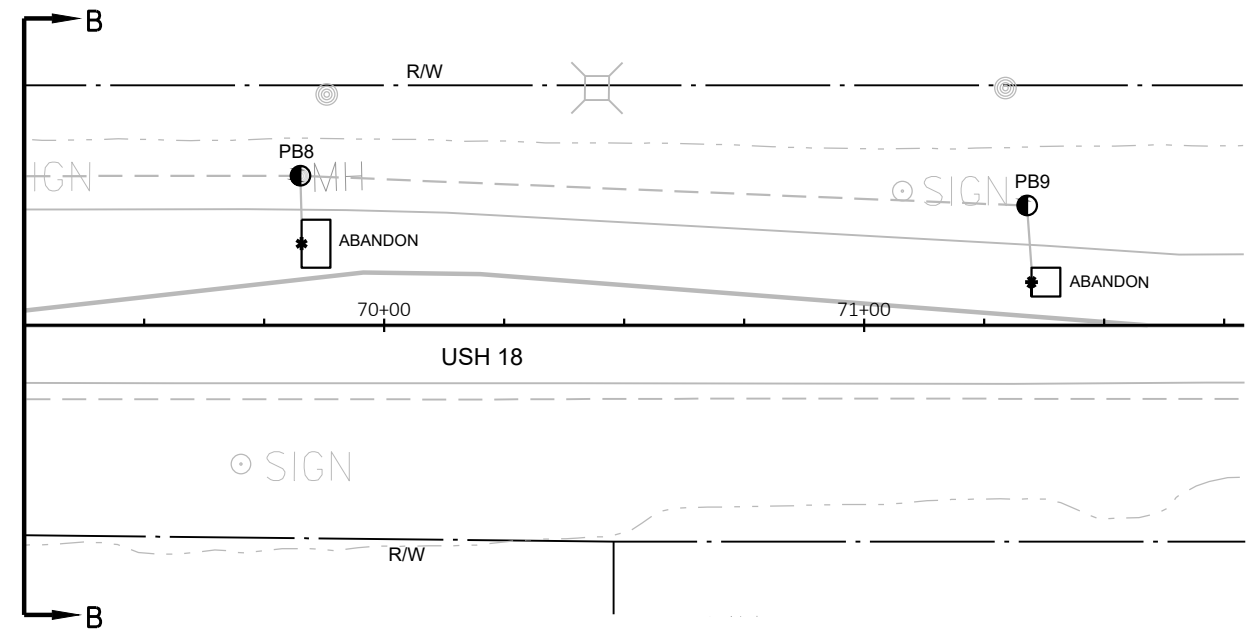 B
R/W
PB8
IGN
MH
SIGN
PB9
ABANDON
ABANDON
70+00
71+00
USH 18
SIGN
R/W
B